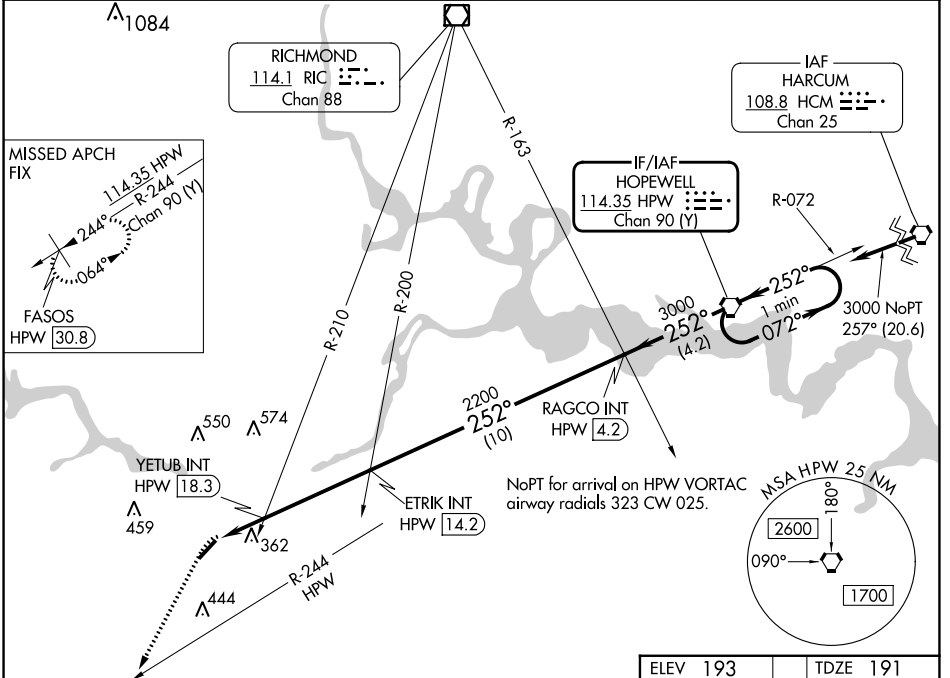 1084
RICHMOND
114.1 RIC
Chan 88
IAF
HARCUM
108.8 HCM
Chan 25
R-163
MISSED APCH
FIX
114.35 HPW
R-244
Chan 90 (Y)
244°
064°
FASOS
HPW 30.8
IF/IAF
HOPEWELL
114.35 HPW
Chan 90 (Y)
R-072
R-210
R-200
252°
1 min
072°
3000 NoPT
257° (20.6)
3000
252°
(4.2)
2200
252°
(10)
RAGCO INT
HPW 4.2
550
574
YETUB INT
HPW 18.3
459
ETRIK INT
HPW 14.2
362
NoPT for arrival on HPW VORTAC
airway radials 323 CW 025.
R-244
HPW
444
MSA HPW 25 NM
180°
2600
090°
1700
ELEV 193
TDZE 191